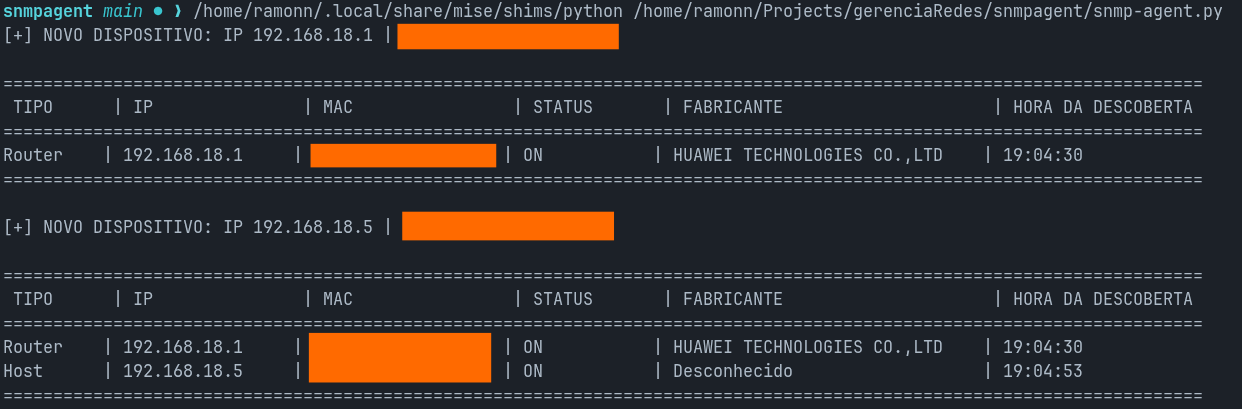 snmpagent main ● ❯ /home/ramonn/.local/share/mise/shims/python /home/ramonn/Projects/gerenciaRedes/snmpagent/snmp-agent.py
[+] NOVO DISPOSITIVO: IP 192.168.18.1 |
========================================================================================================================
TIPO | IP | MAC | STATUS | FABRICANTE | HORA DA DESCOBERTA
========================================================================================================================
Router | 192.168.18.1 | | ON | HUAWEI TECHNOLOGIES CO.,LTD | 19:04:30
========================================================================================================================
[+] NOVO DISPOSITIVO: IP 192.168.18.5 |
========================================================================================================================
TIPO | IP | MAC | STATUS | FABRICANTE | HORA DA DESCOBERTA
========================================================================================================================
Router | 192.168.18.1 | | ON | HUAWEI TECHNOLOGIES CO.,LTD | 19:04:30
Host | 192.168.18.5 | | ON | Desconhecido | 19:04:53
========================================================================================================================